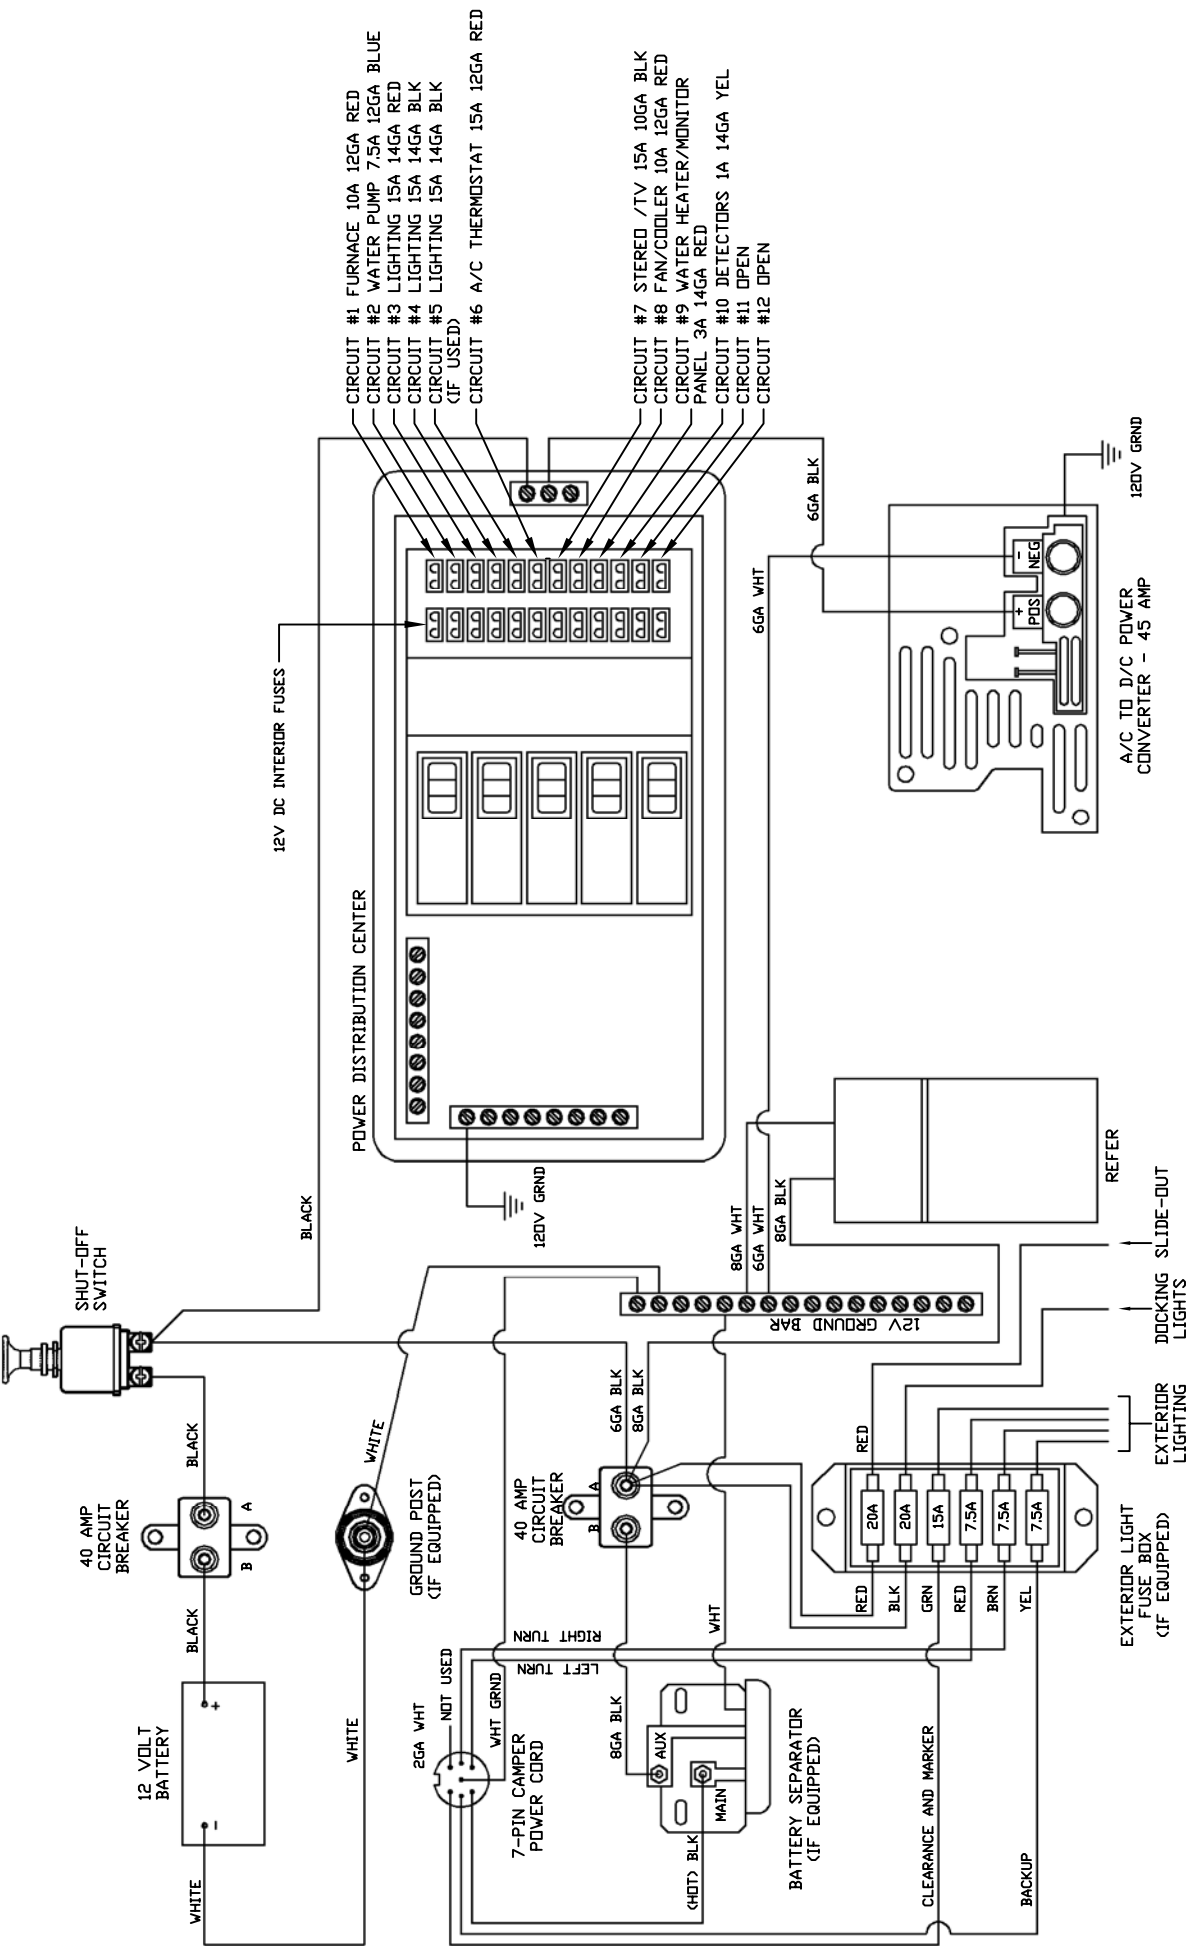 SHUT-OFF
SWITCH
40 AMP
CIRCUIT
BREAKER
A
B
BLACK
BLACK
12 VOLT
BATTERY
+
-
WHITE
WHITE
WHITE
GROUND POST
(IF EQUIPPED)
BLACK
12V DC INTERIOR FUSES
POWER DISTRIBUTION CENTER
120V GRND
CIRCUIT #1 FURNACE 10A 12GA RED
CIRCUIT #2 WATER PUMP 7.5A 12GA BLUE
CIRCUIT #3 LIGHTING 15A 14GA RED
CIRCUIT #4 LIGHTING 15A 14GA BLK
CIRCUIT #5 LIGHTING 15A 14GA BLK
(IF USED)
CIRCUIT #6 A/C THERMOSTAT 15A 12GA RED
CIRCUIT #7 STEREO /TV 15A 10GA BLK
CIRCUIT #8 FAN/COOLER 10A 12GA RED
CIRCUIT #9 WATER HEATER/MONITOR
PANEL 3A 14GA RED
CIRCUIT #10 DETECTORS 1A 14GA YEL
CIRCUIT #11 OPEN
CIRCUIT #12 OPEN
6GA BLK
6GA WHT
120V GRND
-
NEG
+
POS
A/C TO D/C POWER
CONVERTER - 45 AMP
REFER
8GA WHT
6GA WHT
8GA BLK
12V GROUND BAR
6GA BLK
8GA BLK
40 AMP
CIRCUIT
BREAKER
A
B
2GA WHT
NOT USED
WHT GRND
RIGHT TURN
LEFT TURN
7-PIN CAMPER
POWER CORD
8GA BLK
WHT
AUX
MAIN
(HOT) BLK
BATTERY SEPARATOR
(IF EQUIPPED)
CLEARANCE AND MARKER
BACKUP
RED
RED
BLK
GRN
RED
BRN
YEL
20A
20A
15A
7.5A
7.5A
7.5A
EXTERIOR LIGHT
FUSE BOX
(IF EQUIPPED)
EXTERIOR
LIGHTING
DOCKING
LIGHTS
SLIDE-OUT